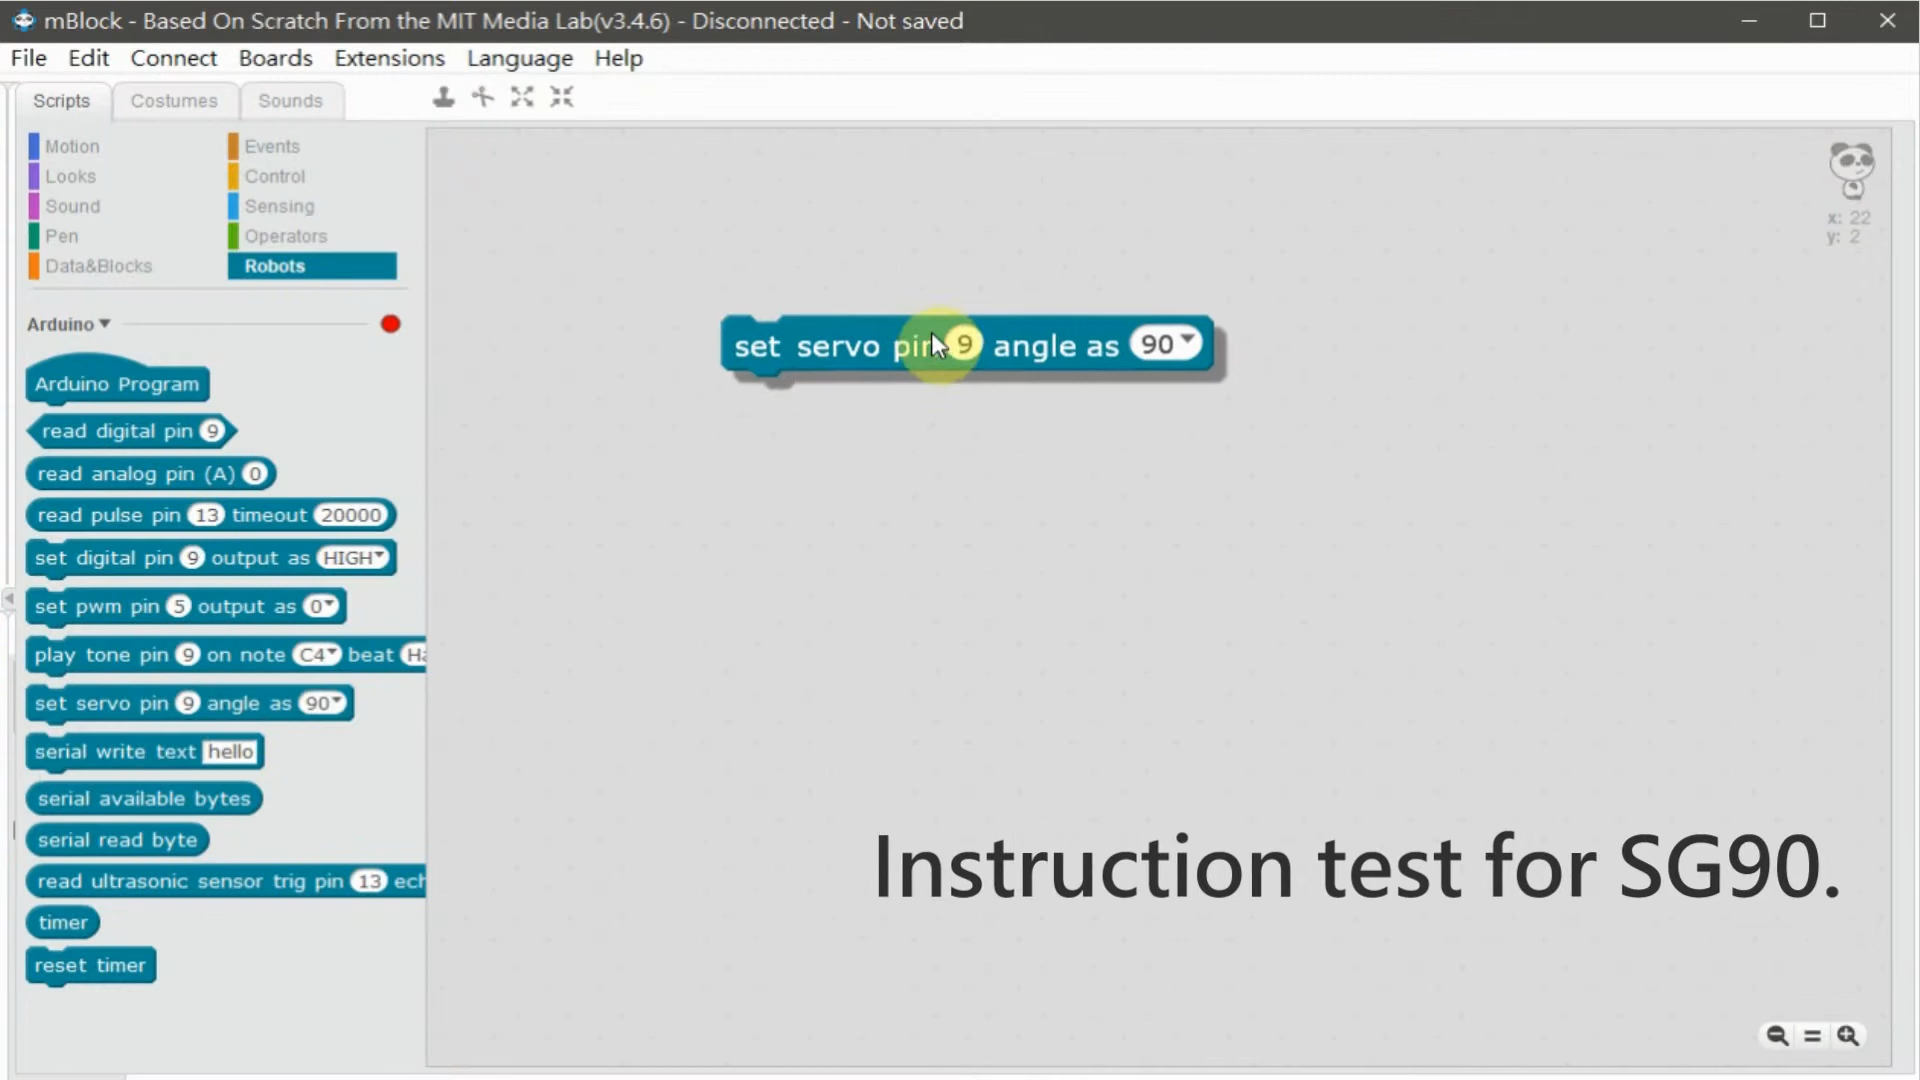 mBlock - Based On Scratch From the MIT Media Lab(v3.4.6) - Disconnected - Not saved
File Edit Connect Boards Extensions Language Help
Scripts Costumes Sounds
Motion Events
Looks Control
Sound Sensing
Pen Operators
Data&Blocks Robots
x: 22
y: 2
Arduino
set servo pin 9 angle as 90
Arduino Program
read digital pin 9
read analog pin (A) 0
read pulse pin 13 timeout 20000
set digital pin 9 output as HIGH
set pwm pin 5 output as 0
play tone pin 9 on note C4 beat Ha
set servo pin 9 angle as 90
serial write text hello
serial available bytes
serial read byte
read ultrasonic sensor trig pin 13 ech
timer
reset timer
Instruction test for SG90.